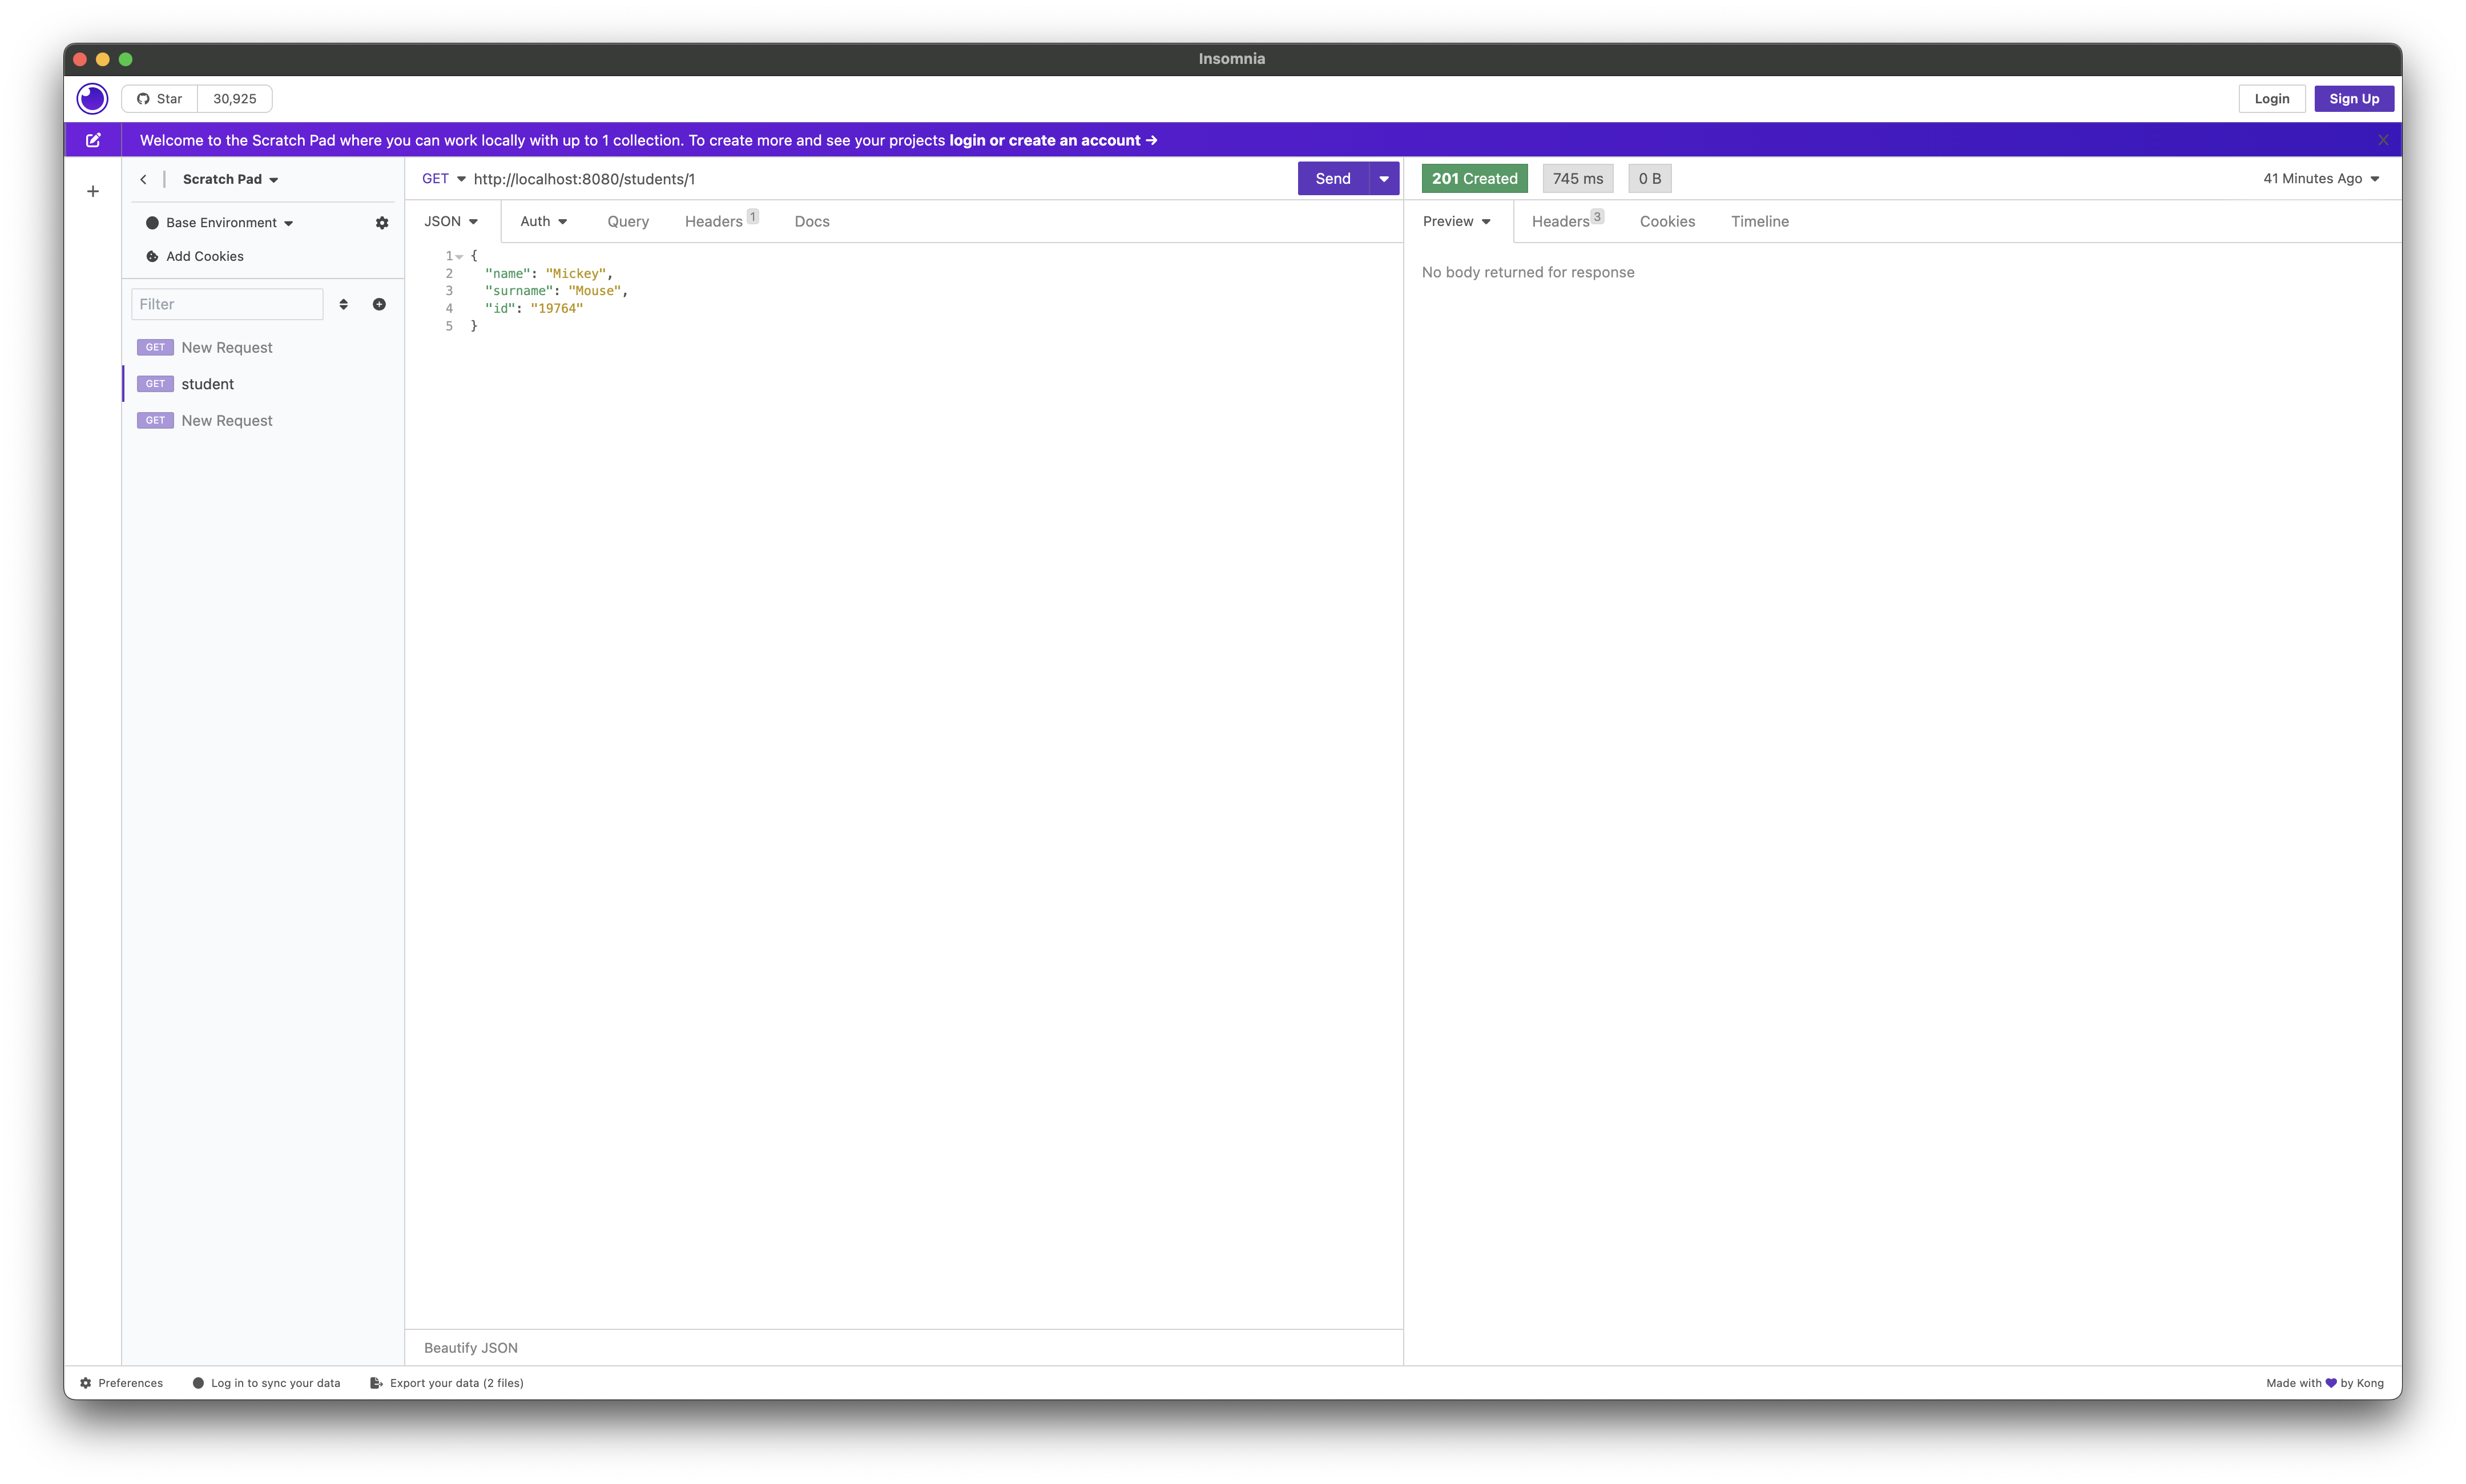 Insomnia
Star 30,925
Login Sign Up
Welcome to the Scratch Pad where you can work locally with up to 1 collection. To create more and see your projects login or create an account → X
Scratch Pad
Base Environment
Add Cookies
Filter
GET New Request
GET student
GET New Request
GET http://localhost:8080/students/1 Send
JSON Auth Query Headers 1 Docs
1 {
2 "name": "Mickey",
3 "surname": "Mouse",
4 "id": "19764"
5 }
Beautify JSON
201 Created 745 ms 0 B 41 Minutes Ago
Preview Headers 3 Cookies Timeline
No body returned for response
Preferences Log in to sync your data Export your data (2 files) Made with 💜 by Kong